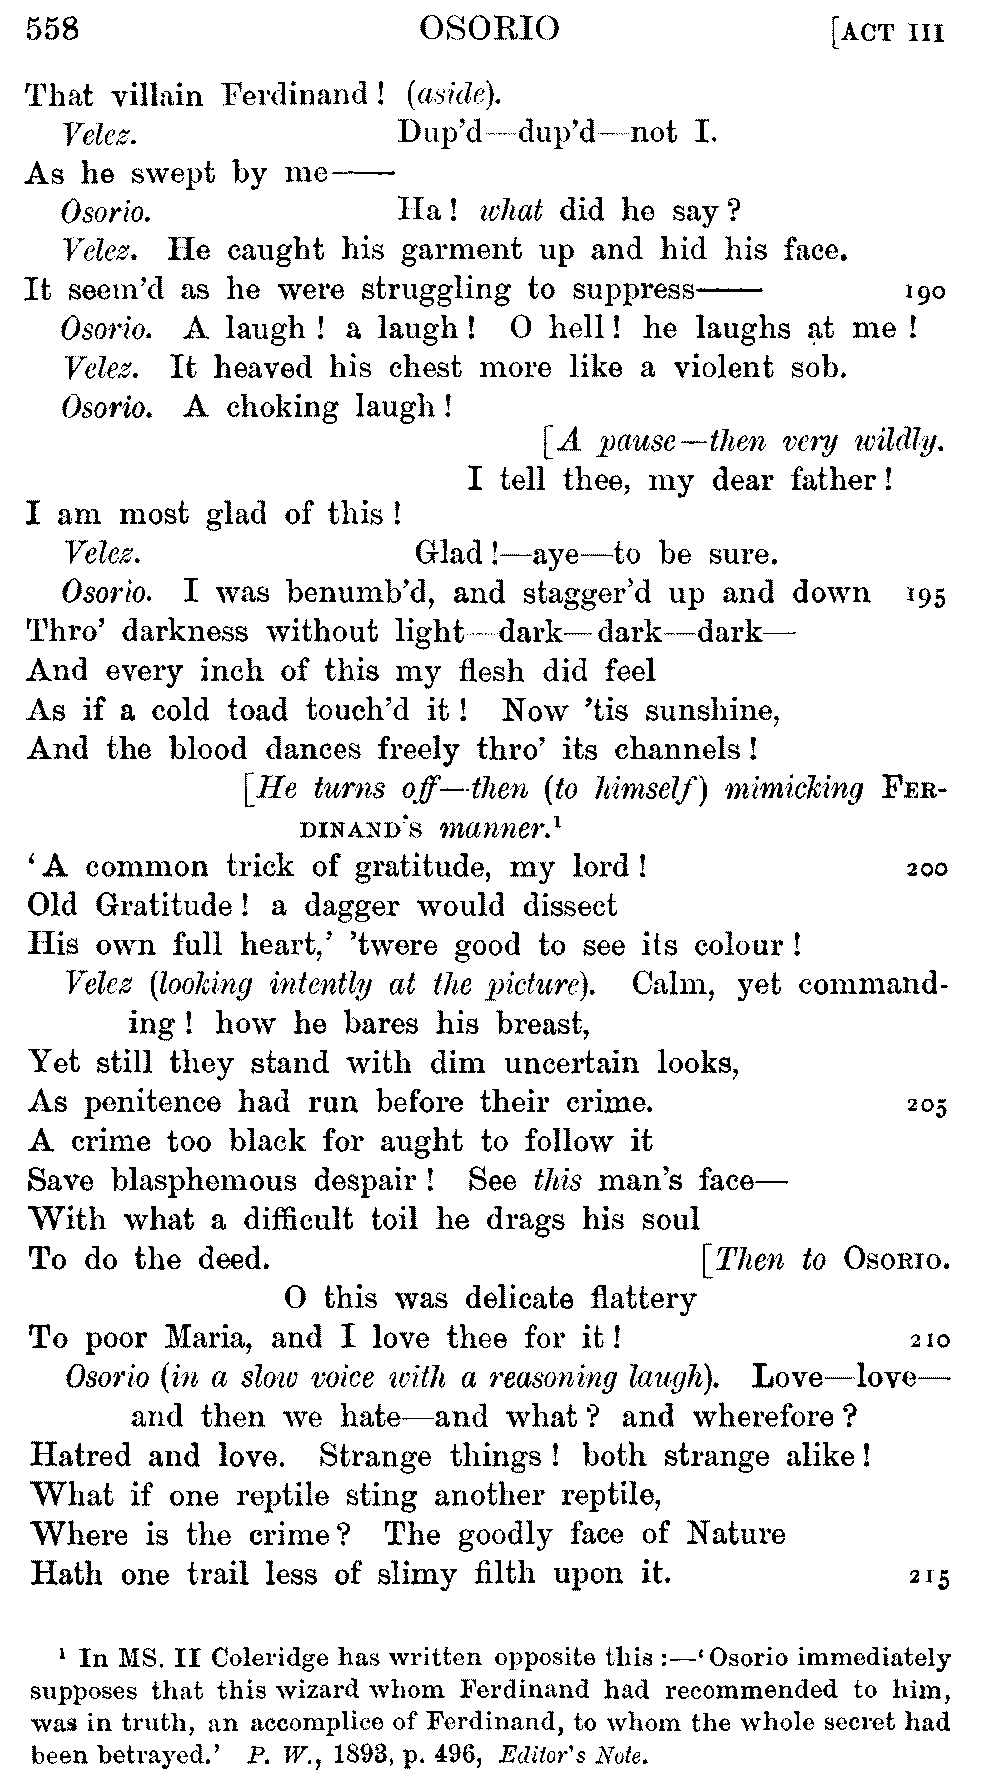 558 OSORIO [ACT III
That villain Ferdinand! (aside).
Velez. Dup'd—dup'd—not I.
As he swept by me——
Osorio. Ha! what did he say?
Velez. He caught his garment up and hid his face.
It seem'd as he were struggling to suppress—— 190
Osorio. A laugh! a laugh! O hell! he laughs at me!
Velez. It heaved his chest more like a violent sob.
Osorio. A choking laugh!
[A pause—then very wildly.
I tell thee, my dear father!
I am most glad of this!
Velez. Glad!—aye—to be sure.
Osorio. I was benumb'd, and stagger'd up and down 195
Thro' darkness without light—dark—dark—dark—
And every inch of this my flesh did feel
As if a cold toad touch'd it! Now 'tis sunshine,
And the blood dances freely thro' its channels!
[He turns off—then (to himself) mimicking FER-
DINAND'S manner.¹
'A common trick of gratitude, my lord! 200
Old Gratitude! a dagger would dissect
His own full heart,' 'twere good to see its colour!
Velez (looking intently at the picture). Calm, yet command-
ing! how he bares his breast,
Yet still they stand with dim uncertain looks,
As penitence had run before their crime. 205
A crime too black for aught to follow it
Save blasphemous despair! See this man's face—
With what a difficult toil he drags his soul
To do the deed. [Then to OSORIO.
O this was delicate flattery
To poor Maria, and I love thee for it! 210
Osorio (in a slow voice with a reasoning laugh). Love—love—
and then we hate—and what? and wherefore?
Hatred and love. Strange things! both strange alike!
What if one reptile sting another reptile,
Where is the crime? The goodly face of Nature
Hath one trail less of slimy filth upon it. 215
¹ In MS. II Coleridge has written opposite this:—'Osorio immediately
supposes that this wizard whom Ferdinand had recommended to him,
was in truth, an accomplice of Ferdinand, to whom the whole secret had
been betrayed.' P. W., 1893, p. 496, Editor's Note.